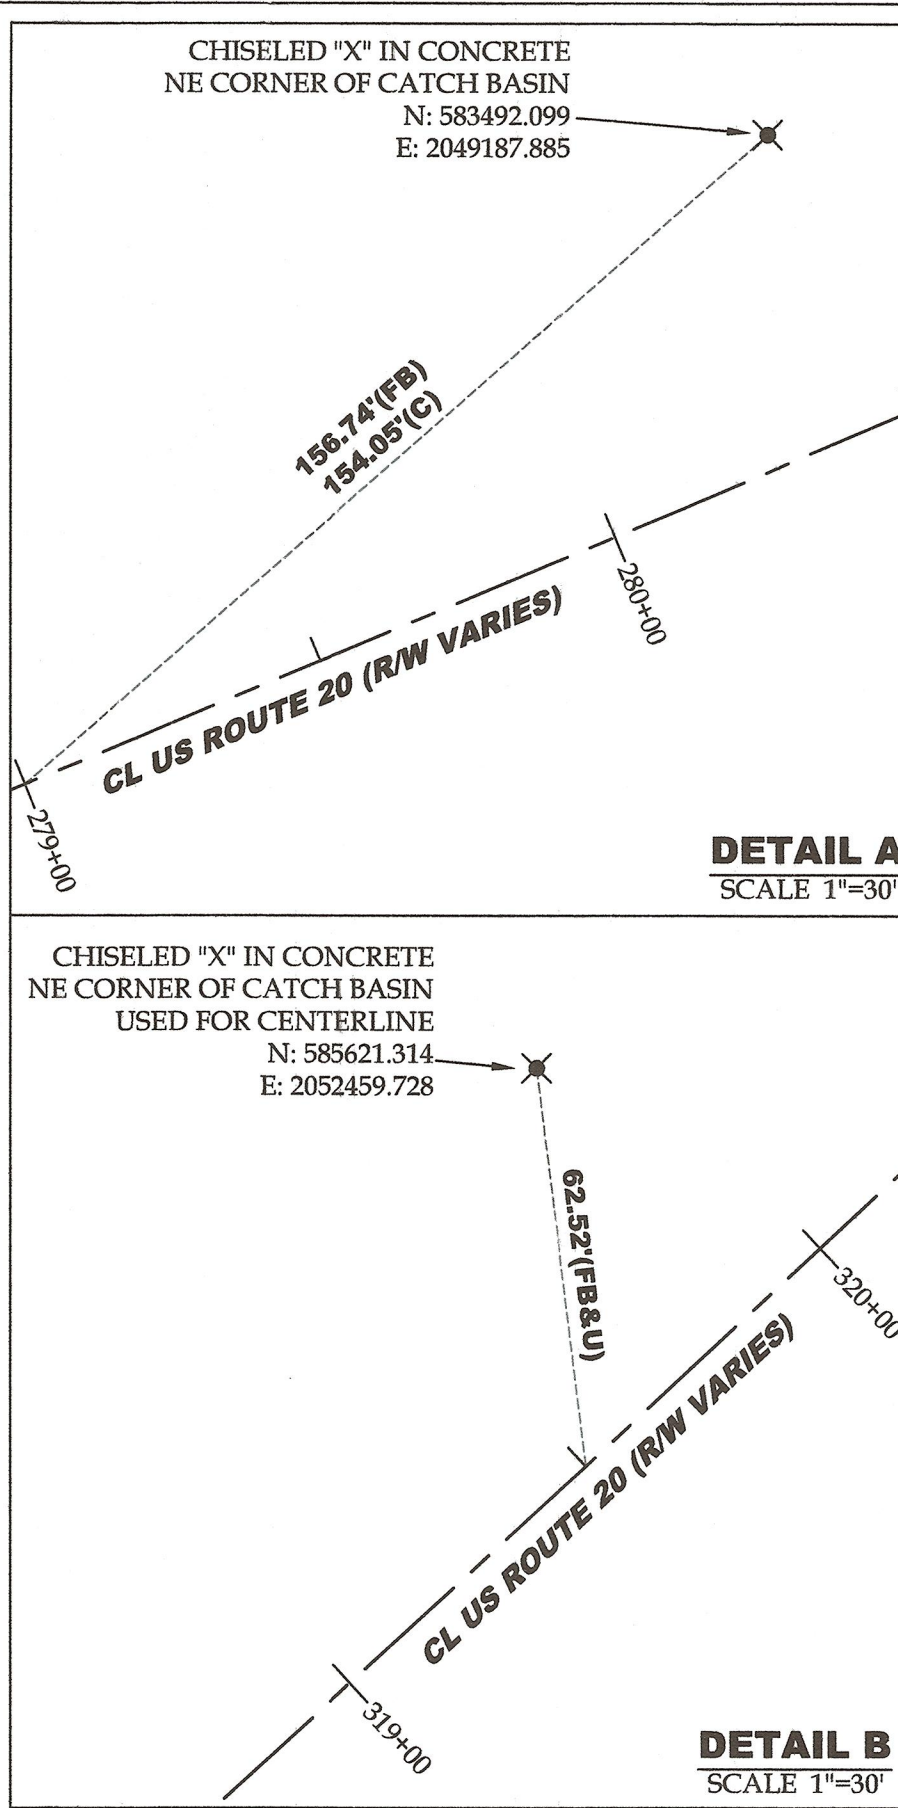 CHISELED "X" IN CONCRETE
NE CORNER OF CATCH BASIN
N: 583492.099
E: 2049187.885
156.74'(FB)
154.05'(C)
280+00
CL US ROUTE 20 (R/W VARIES)
279+00
DETAIL A
SCALE 1"=30'
CHISELED "X" IN CONCRETE
NE CORNER OF CATCH BASIN
USED FOR CENTERLINE
N: 585621.314
E: 2052459.728
62.52'(FB&U)
320+00
CL US ROUTE 20 (R/W VARIES)
319+00
DETAIL B
SCALE 1"=30'